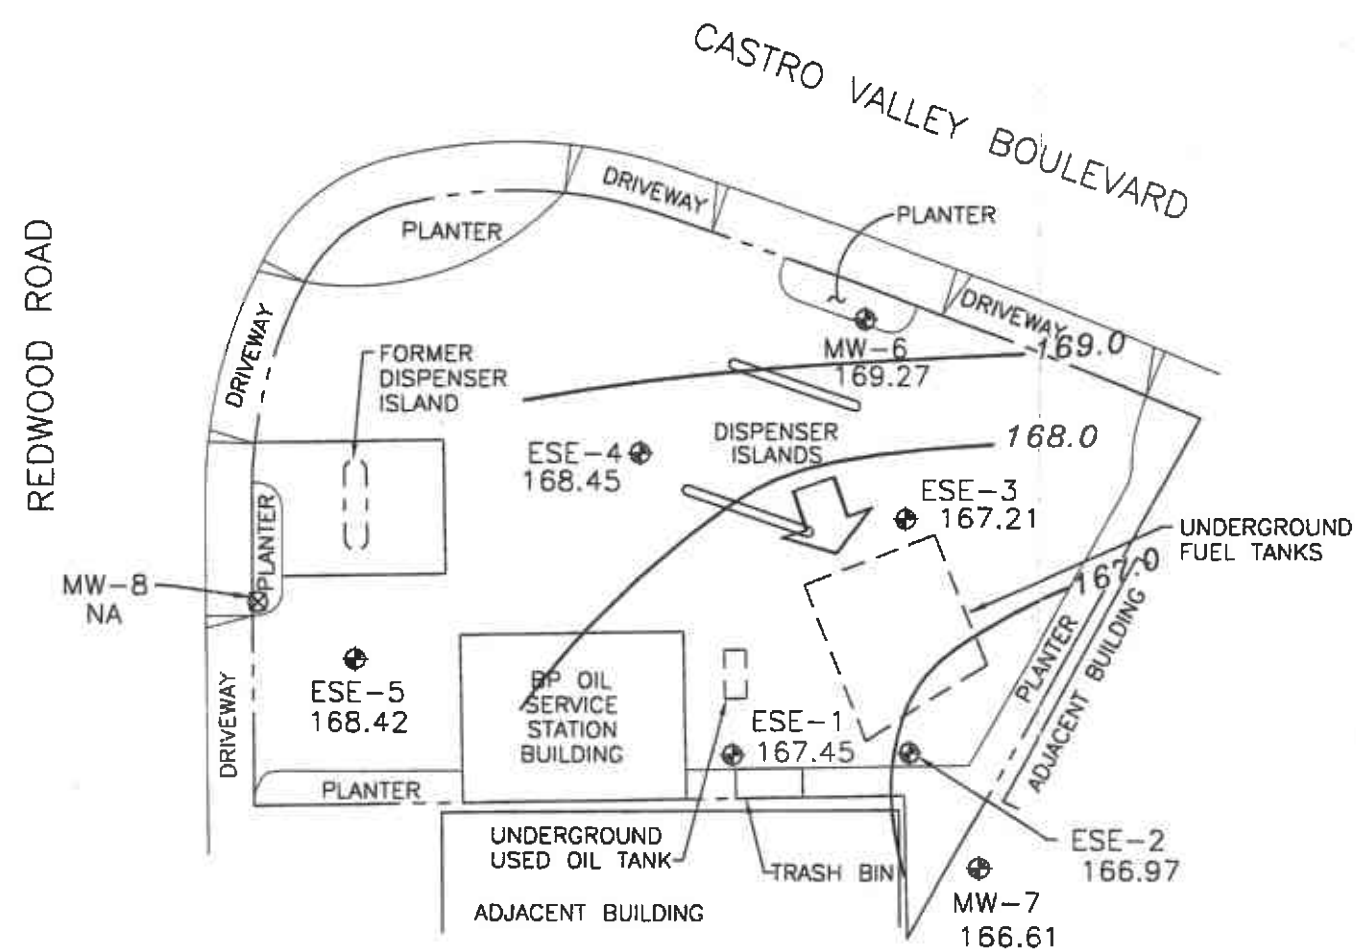 CASTRO VALLEY BOULEVARD
REDWOOD ROAD
DRIVEWAY
PLANTER
PLANTER
DRIVEWAY
169.0
MW-6
169.27
DRIVEWAY
FORMER
DISPENSER
ISLAND
DISPENSER
ISLANDS
168.0
ESE-4
168.45
ESE-3
167.21
UNDERGROUND
FUEL TANKS
PLANTER
MW-8
NA
167.0
ESE-5
168.42
BP OIL
SERVICE
STATION
BUILDING
ESE-1
167.45
PLANTER
ADJACENT BUILDING
DRIVEWAY
PLANTER
UNDERGROUND
USED OIL TANK
TRASH BIN
ESE-2
166.97
ADJACENT BUILDING
MW-7
166.61